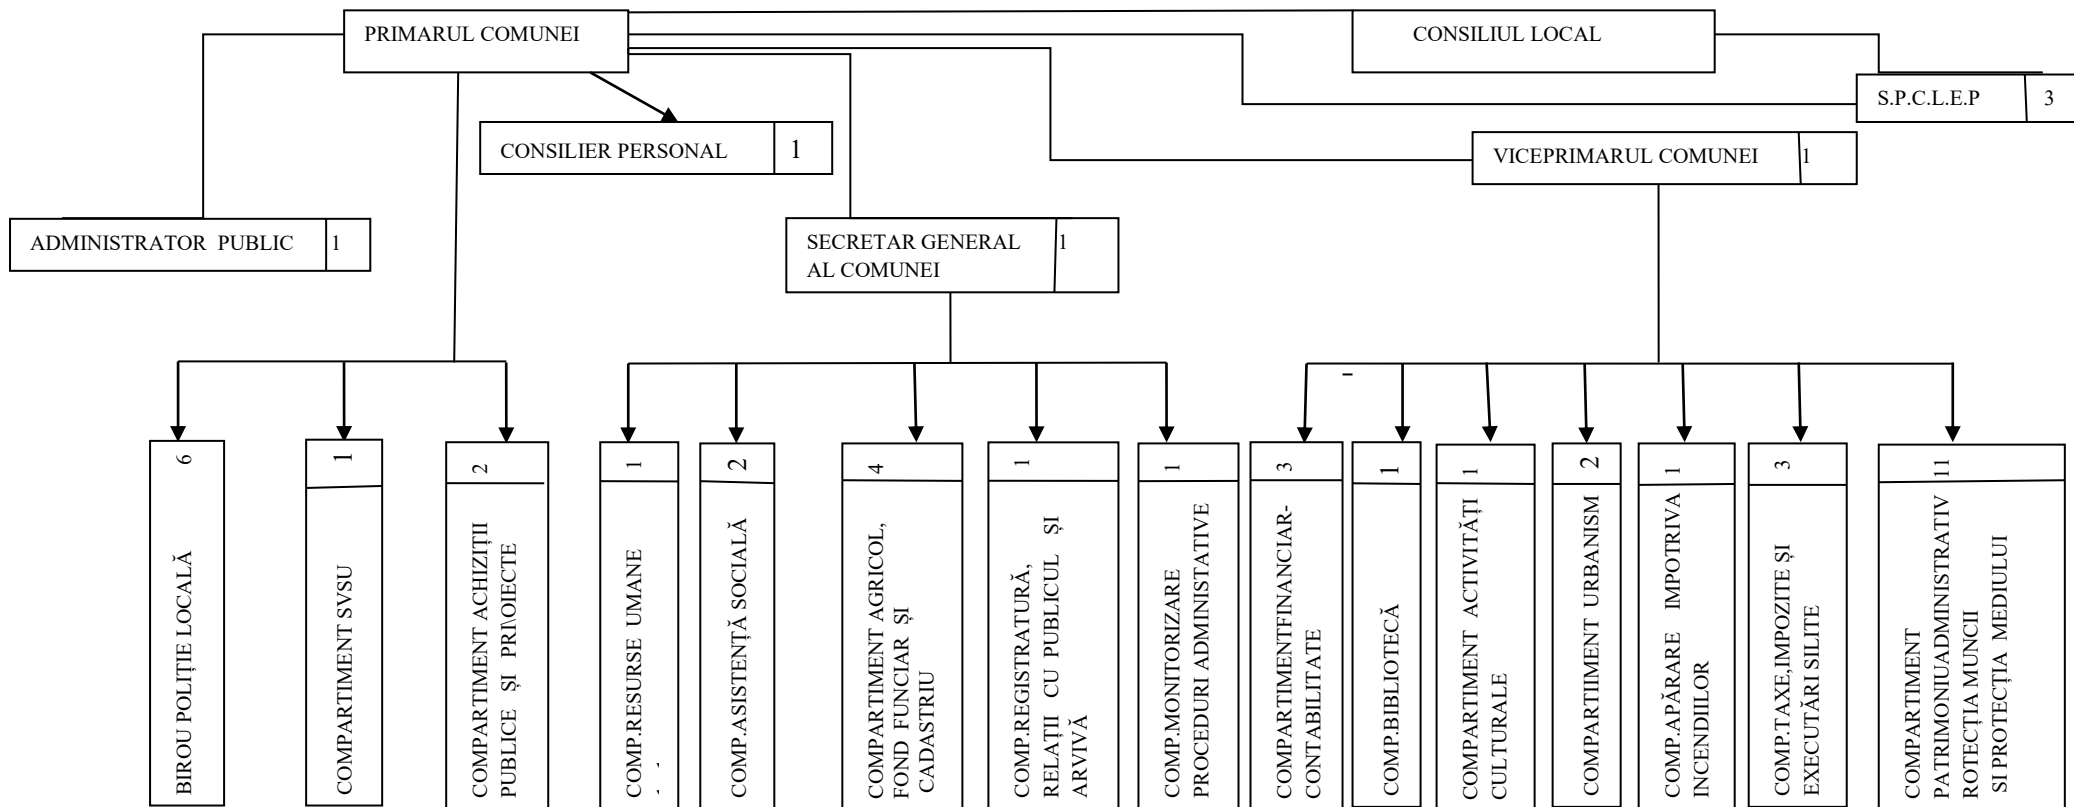 PRIMARUL COMUNEI
CONSILIUL LOCAL
S.P.C.L.E.P 3
CONSILIER PERSONAL 1
VICEPRIMARUL COMUNEI 1
ADMINISTRATOR PUBLIC 1
SECRETAR GENERAL 1
AL COMUNEI
6
BIROU POLIȚIE LOCALĂ
1
COMPARTIMENT SVSU
2
COMPARTIMENT ACHIZIȚII
PUBLICE ȘI PRI\OIECTE
1
COMP.RESURSE UMANE
2
COMP.ASISTENȚĂ SOCIALĂ
4
COMPARTIMENT AGRICOL,
FOND FUNCIAR ȘI
CADASTRIU
1
COMP.REGISTRATURĂ,
RELAȚII CU PUBLICUL ȘI
ARVIVĂ
1
COMP.MONITORIZARE
PROCEDURI ADMINISTATIVE
3
COMPARTIMENTFINANCIAR-
CONTABILITATE
1
COMP.BIBLIOTECĂ
1
COMPARTIMENT ACTIVITĂȚI
CULTURALE
2
COMPARTIIMENT URBANISM
1
COMP.APĂRARE IMPOTRIVA
INCENDIILOR
3
COMP.TAXE,IMPOZITE ȘI
EXECUTĂRI SILITE
11
COMPARTIMENT
PATRIMONIUADMINISTRATIV
ROTECȚIA MUNCII
SI PROTECȚIA MEDIULUI